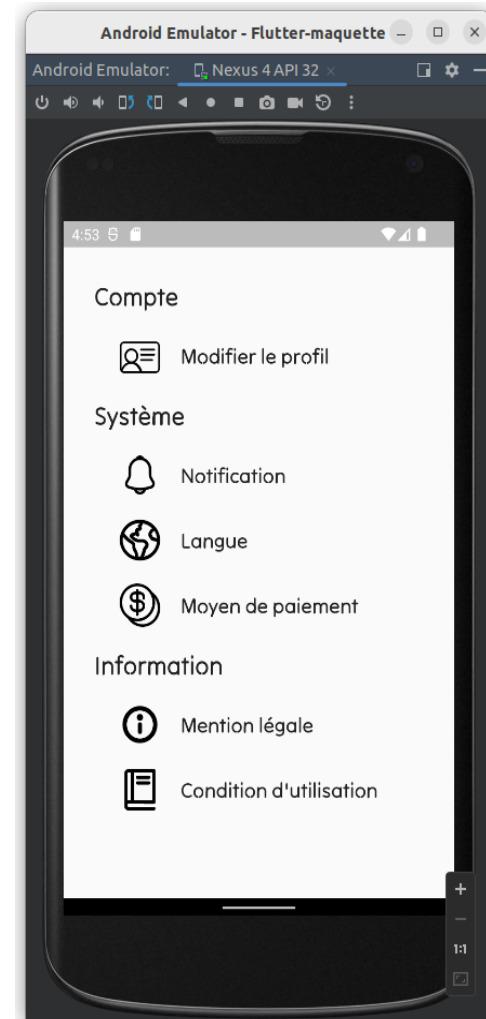 Android Emulator - Flutter-maquette
Android Emulator: Nexus 4 API 32
4:53
Compte
Modifier le profil
Système
Notification
Langue
$ Moyen de paiement
Information
Mention légale
Condition d'utilisation
1:1